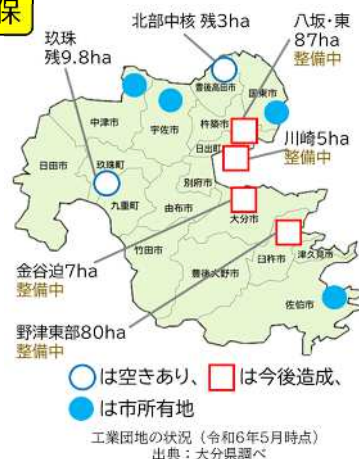 保
北部中核 残3ha
八坂・東
87ha
整備中
玖珠
残9.8ha
豊後高田市
国東市
中津市
宇佐市
杵築市
日出町
川崎5ha
整備中
日田市
玖珠町
別府市
九重町
由布市
大分市
竹田市
臼杵市
津久見市
豊後大野市
佐伯市
金谷迫7ha
整備中
野津東部80ha
整備中
○は空きあり、□は今後造成、
●は市所有地
工業団地の状況（令和6年5月時点）
出典：大分県調べ